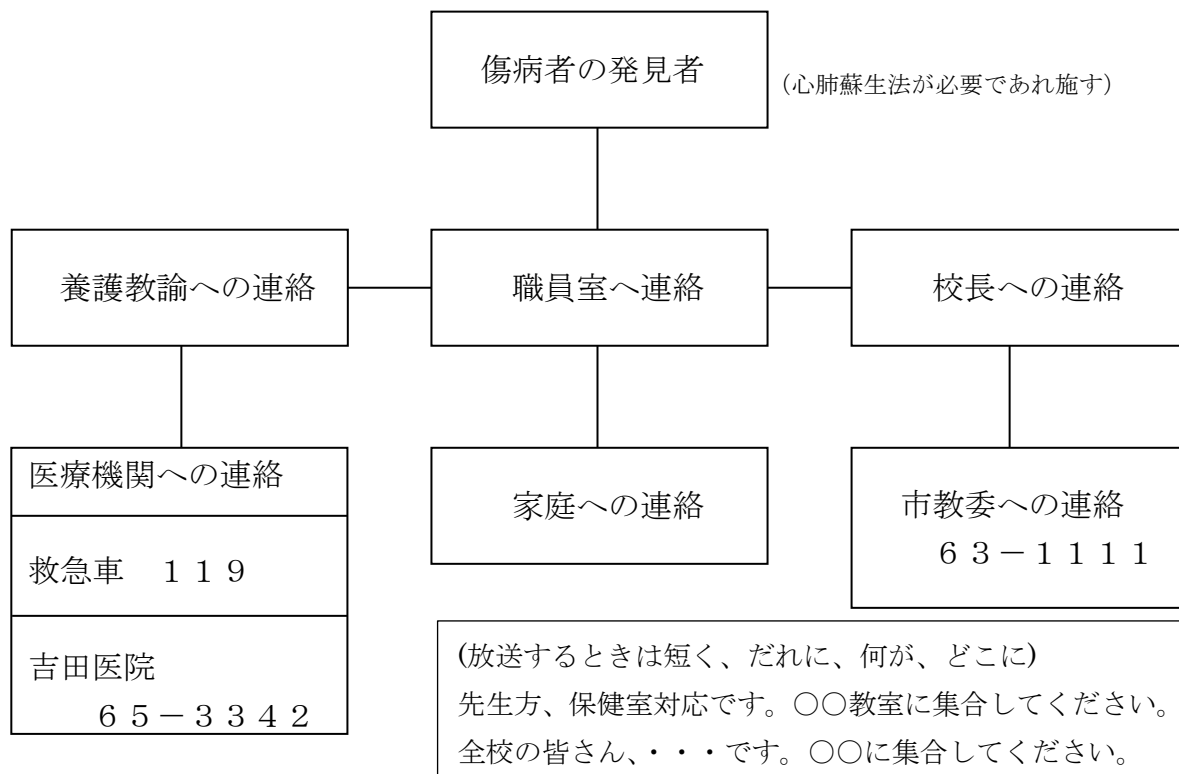 傷病者の発見者
（心肺蘇生法が必要であれ施す）
養護教諭への連絡
職員室へ連絡
校長への連絡
医療機関への連絡
救急車　１１９
吉田医院
６５－３３４２
家庭への連絡
市教委への連絡
６３－１１１１
(放送するときは短く、だれに、何が、どこに)
先生方、保健室対応です。○○教室に集合してください。
全校の皆さん、・・・です。○○に集合してください。